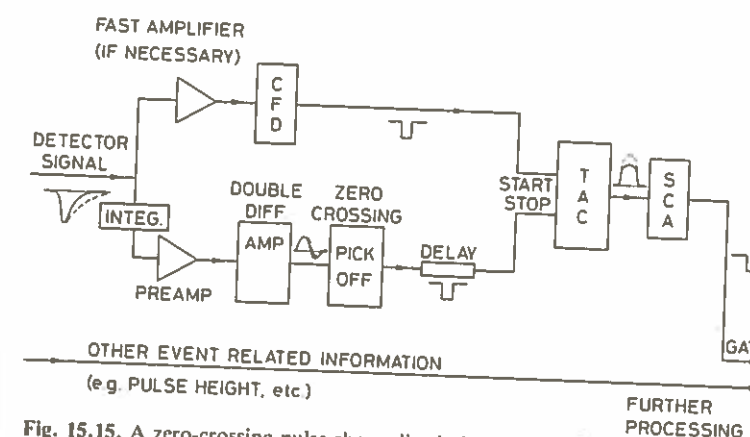 FAST AMPLIFIER
(IF NECESSARY)
C
F
D
DETECTOR
SIGNAL
INTEG.
PREAMP
DOUBLE
DIFF
AMP
ZERO
CROSSING
PICK
OFF
DELAY
START
STOP
T
A
C
S
C
A
OTHER EVENT RELATED INFORMATION
(e.g. PULSE HEIGHT, etc.)
FURTHER
PROCESSING
Fig. 15.15. A zero-crossing pulse shape